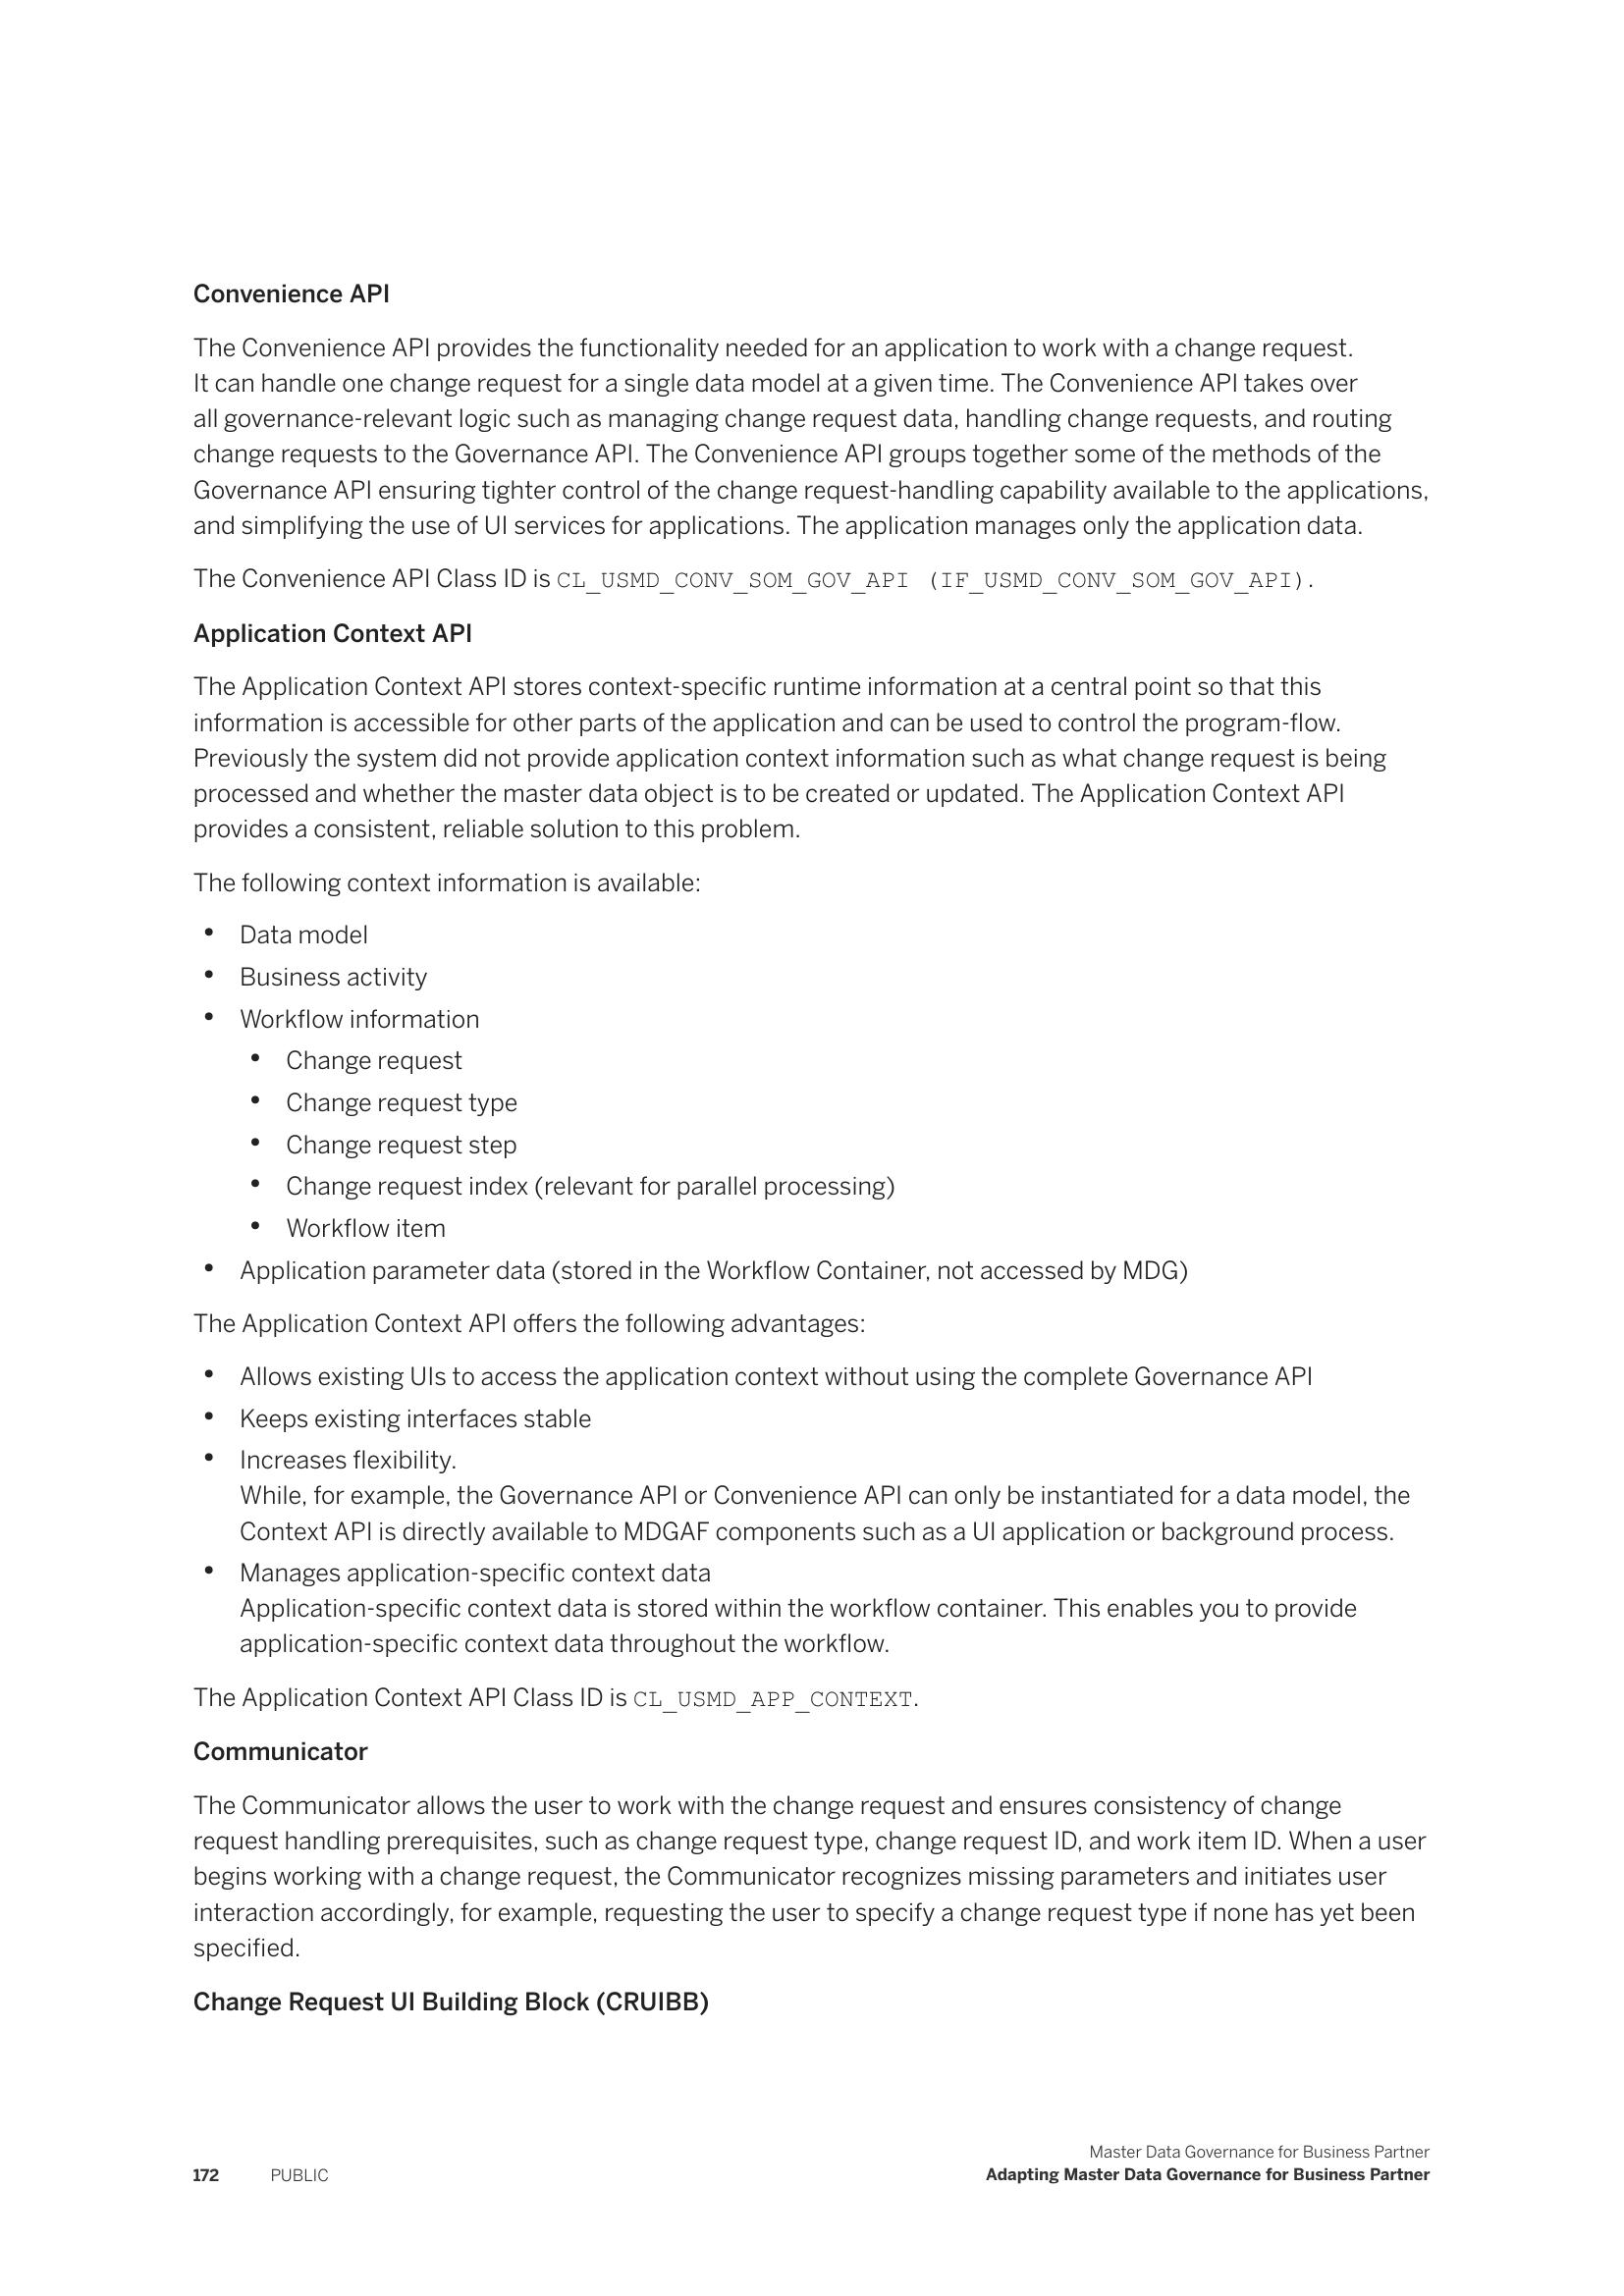 Convenience API
The Convenience API provides the functionality needed for an application to work with a change request.
It can handle one change request for a single data model at a given time. The Convenience API takes over
all governance-relevant logic such as managing change request data, handling change requests, and routing
change requests to the Governance API. The Convenience API groups together some of the methods of the
Governance API ensuring tighter control of the change request-handling capability available to the applications,
and simplifying the use of UI services for applications. The application manages only the application data.
The Convenience API Class ID is CL_USMD_CONV_SOM_GOV_API (IF_USMD_CONV_SOM_GOV_API).
Application Context API
The Application Context API stores context-specific runtime information at a central point so that this
information is accessible for other parts of the application and can be used to control the program-flow.
Previously the system did not provide application context information such as what change request is being
processed and whether the master data object is to be created or updated. The Application Context API
provides a consistent, reliable solution to this problem.
The following context information is available:
• Data model
• Business activity
• Workflow information
• Change request
• Change request type
• Change request step
• Change request index (relevant for parallel processing)
• Workflow item
• Application parameter data (stored in the Workflow Container, not accessed by MDG)
The Application Context API offers the following advantages:
• Allows existing UIs to access the application context without using the complete Governance API
• Keeps existing interfaces stable
• Increases flexibility.
While, for example, the Governance API or Convenience API can only be instantiated for a data model, the
Context API is directly available to MDGAF components such as a UI application or background process.
• Manages application-specific context data
Application-specific context data is stored within the workflow container. This enables you to provide
application-specific context data throughout the workflow.
The Application Context API Class ID is CL_USMD_APP_CONTEXT.
Communicator
The Communicator allows the user to work with the change request and ensures consistency of change
request handling prerequisites, such as change request type, change request ID, and work item ID. When a user
begins working with a change request, the Communicator recognizes missing parameters and initiates user
interaction accordingly, for example, requesting the user to specify a change request type if none has yet been
specified.
Change Request UI Building Block (CRUIBB)
Master Data Governance for Business Partner
172 PUBLIC Adapting Master Data Governance for Business Partner